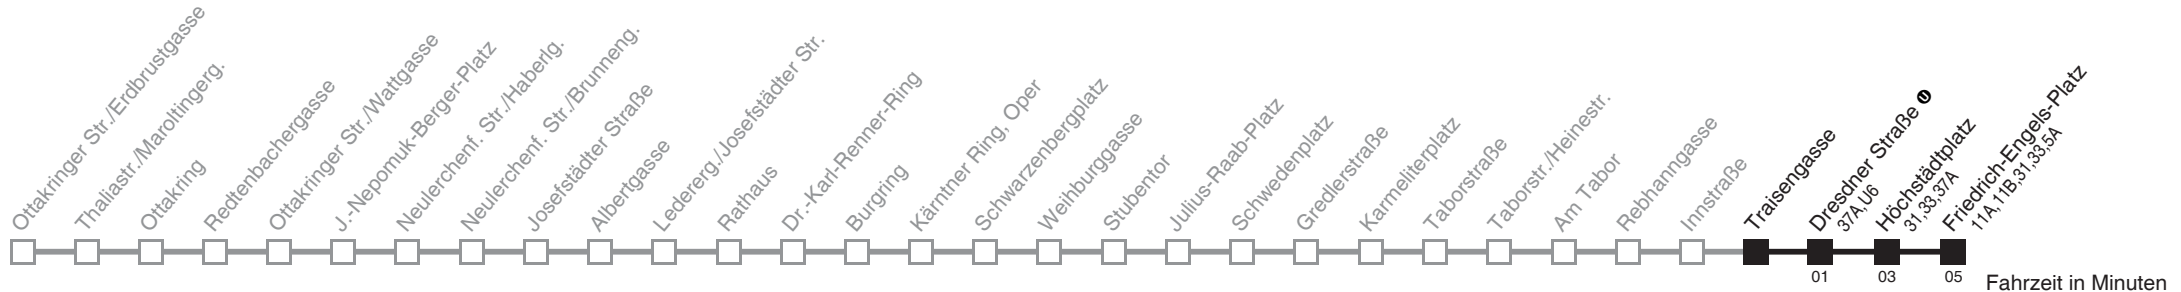 Ottakringer Str./Erdbrustgasse
Thaliastr./Maroltingerg.
Ottakring
Redtenbachergasse
Ottakringer Str./Wattgasse
J.-Nepomuk-Berger-Platz
Neulerchenf. Str./Haberlg.
Neulerchenf. Str./Brunneng.
Josefstädter Straße
Albertgasse
Ledererg./Josefstädter Str.
Rathaus
Dr.-Karl-Renner-Ring
Burgring
Kärntner Ring, Oper
Schwarzenbergplatz
Weihburggasse
Stubentor
Julius-Raab-Platz
Schwedenplatz
Gredlerstraße
Karmeliterplatz
Taborstraße
Taborstr./Heinestr.
Am Tabor
Rebhanngasse
Innstraße
Traisengasse
Dresdner Straße U
37A,U6
Höchstädtplatz
31,33,37A
Friedrich-Engels-Platz
11A,11B,31,33,5A
01
03
05
Fahrzeit in Minuten